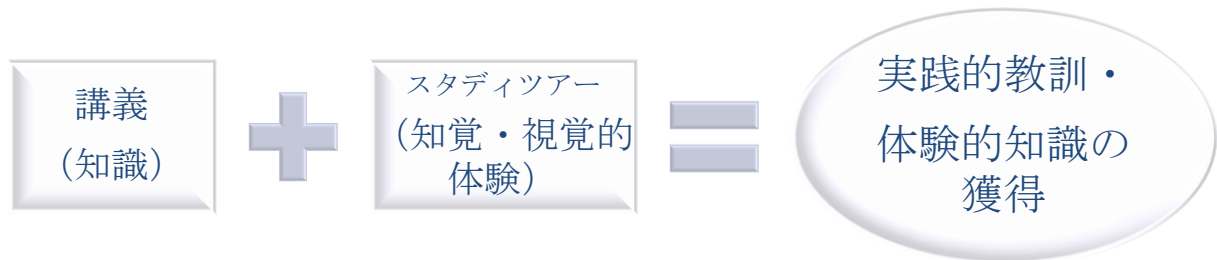 講義
(知識)
スタディツアー
(知覚・視覚的
体験)
実践的教訓・
体験的知識の
獲得